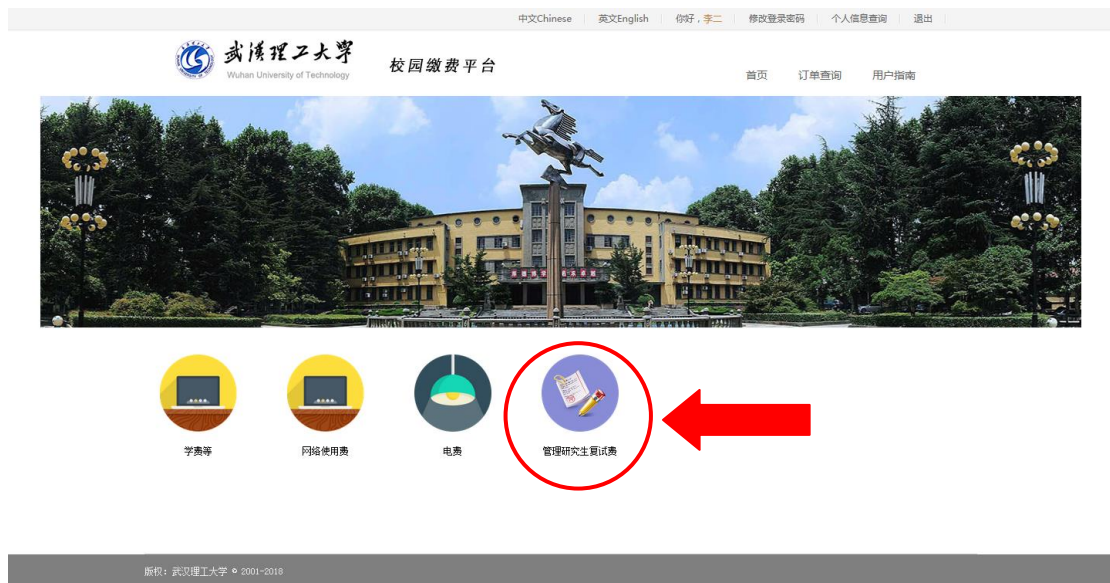 中文Chinese 英文English 你好，李二 修改登录密码 个人信息查询 退出
武汉理工大学
Wuhan University of Technology
校园缴费平台
首页 订单查询 用户指南
学费等 网络使用费 电费 管理研究生复试费
版权：武汉理工大学 © 2001-2018